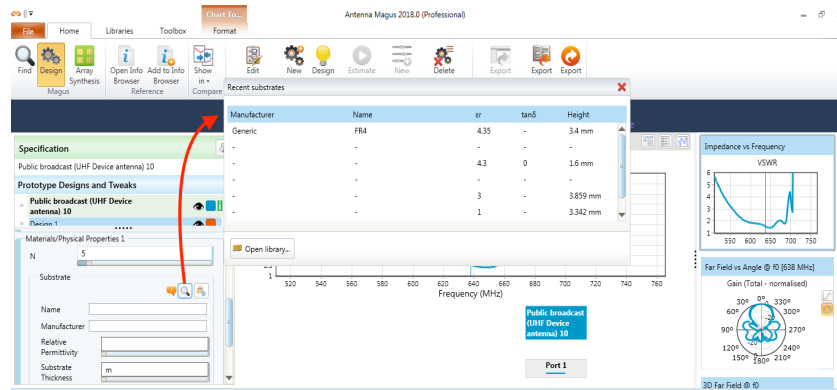 Chart To...
Antenna Magus 2018.0 (Professional)
File Home Libraries Toolbox Format
Find Design Array Synthesis Open Info Browser Add to Info Browser Show in Edit New Design Estimate New Delete Export Export Export
Magus Reference Compare
Recent substrates
Manufacturer Name εr tanδ Height
Generic FR4 4.35 - 3.4 mm
- - - - -
- - 4.3 0 1.6 mm
- - - - -
- - 3 - 3.859 mm
- - 1 - 3.342 mm
Open library...
Specification
Public broadcast (UHF Device antenna) 10
Prototype Designs and Tweaks
Public broadcast (UHF Device
antenna) 10
Design 1
Materials/Physical Properties 1
N 5
Substrate
Name
Manufacturer
Relative
Permittivity
Substrate
Thickness m
1
520 540 560 580 600 620 640 660 680 700 720 740 760
Frequency (MHz)
Public broadcast
(UHF Device
antenna) 10
Port 1
Impedance vs Frequency
VSWR
6
5
4
3
2
1
550 600 650 700 750
Far Field vs Angle @ f0 [638 MHz]
Gain (Total - normalised)
30° 0° 330°
60° 300°
90° 270°
120° 240°
150° 180° 210°
3D Far Field @ f0